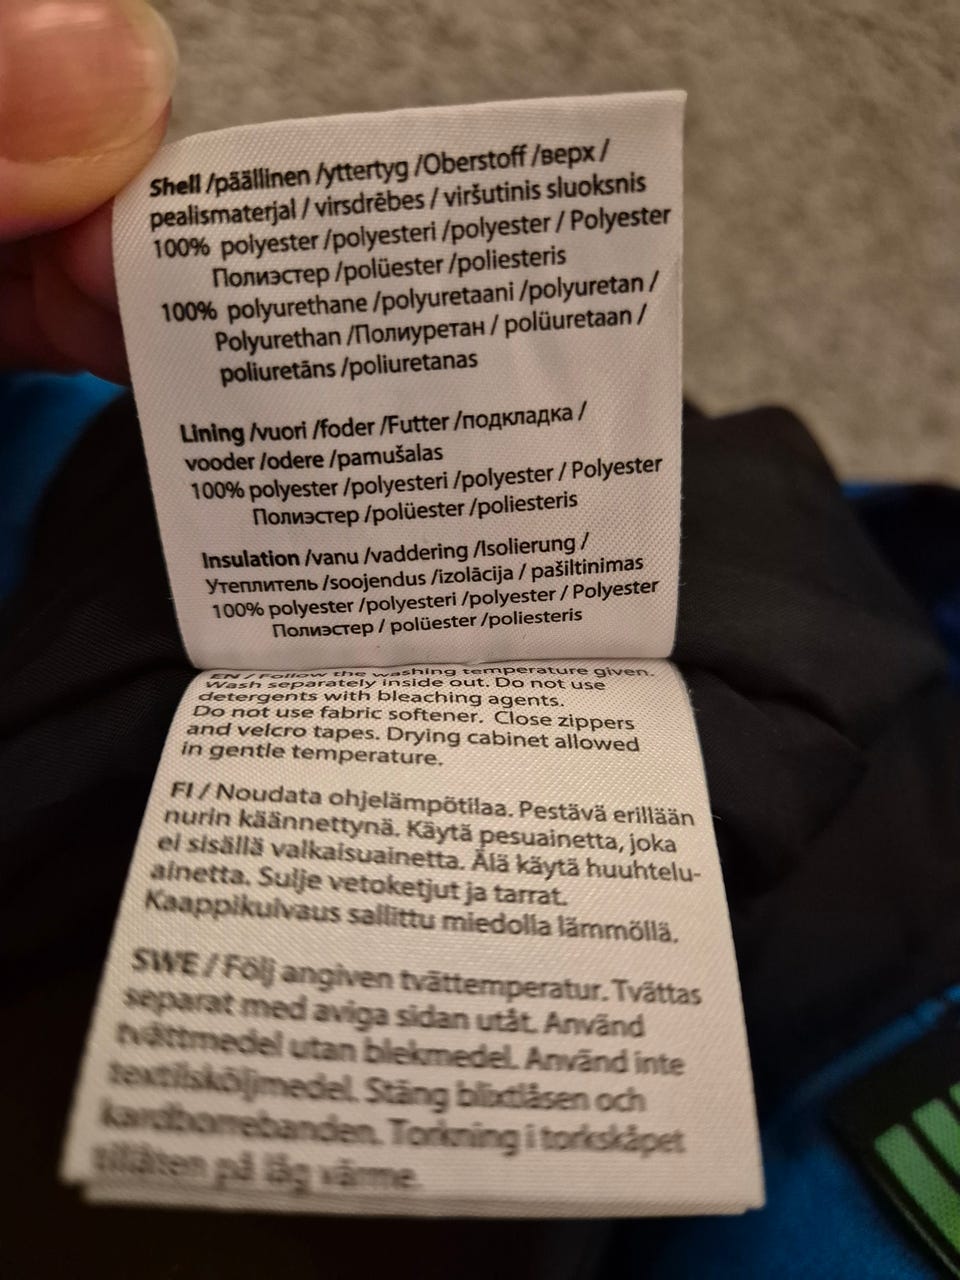 Shell /päällinen /yttertyg /Oberstoff /верх /
pealismaterjal / virsdrēbes / viršutinis sluoksnis
100% polyester /polyesteri /polyester / Polyester
Полиэстер /polüester /poliesteris
100% polyurethane /polyuretaani /polyuretan /
Polyurethan /Полиуретан / polüuretaan /
poliuretāns /poliuretanas
Lining /vuori /foder /Futter /подкладка /
vooder /odere /pamušalas
100% polyester /polyesteri /polyester / Polyester
Полиэстер /polüester /poliesteris
Insulation /vanu /vaddering /Isolierung /
Утеплитель /soojendus /izolācija / pašiltinimas
100% polyester /polyesteri /polyester / Polyester
Полиэстер / polüester /poliesteris
EN / Follow the washing temperature given.
Wash separately inside out. Do not use
detergents with bleaching agents.
Do not use fabric softener. Close zippers
and velcro tapes. Drying cabinet allowed
in gentle temperature.
FI / Noudata ohjelämpötilaa. Pestävä erillään
nurin käännettynä. Käytä pesuainetta, joka
ei sisällä valkaisuainetta. Älä käytä huuhtelu-
ainetta. Sulje vetoketjut ja tarrat.
Kaappikuivaus sallittu miedolla lämmöllä.
SWE / Följ angiven tvättemperatur. Tvättas
separat med aviga sidan utåt. Använd
tvättmedel utan blekmedel. Använd inte
textilsköljmedel. Stäng blixtlåsen och
kardborrebanden. Torkning i torkskåpet
tillåten på låg värme.